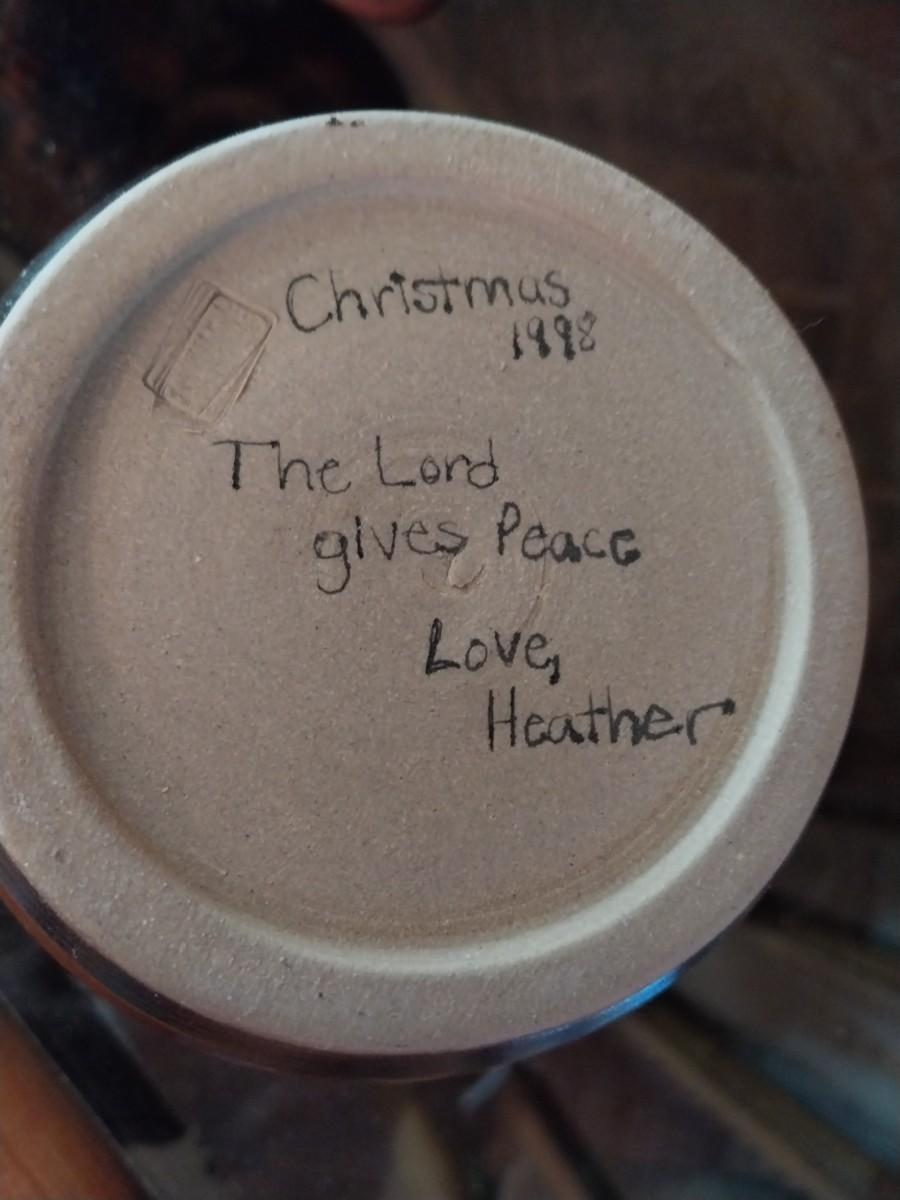 Christmas
1998
The Lord
gives Peace
Love,
Heather